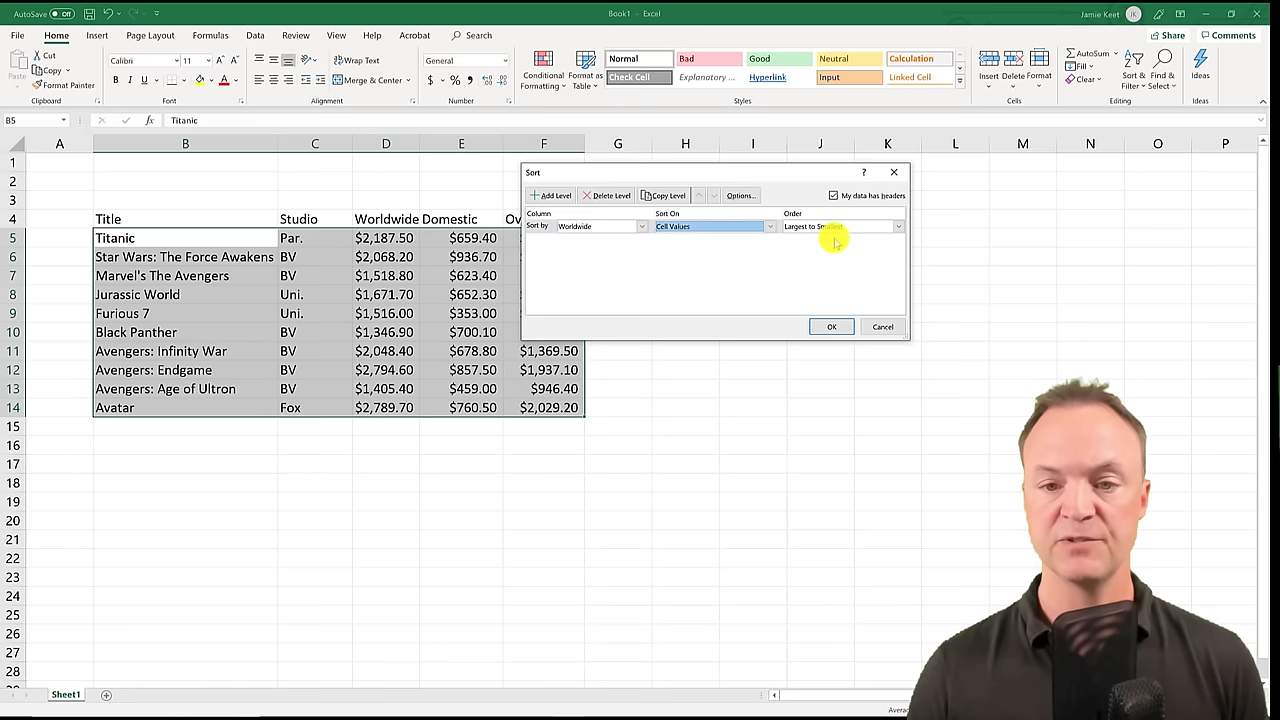 AutoSave Off
Book1 - Excel
Jamie Keet JK
File Home Insert Page Layout Formulas Data Review View Help Acrobat Search
Share Comments
Paste
Cut
Copy
Format Painter
Clipboard
Calibri 11
B I U
Font
Wrap Text
Merge & Center
Alignment
General
$ % ,
Number
Conditional Formatting
Format as Table
Normal Bad Good Neutral Calculation
Check Cell Explanary ... Hyperlink Input Linked Cell
Styles
Insert Delete Format
Cells
AutoSum
Fill
Clear
Sort & Filter
Find & Select
Editing
Ideas
Ideas
B5 fx Titanic
A B C D E F G H J K L M N O P
1
2
3
4 Title Studio Worldwide Domestic Ov
5 Titanic Par. $2,187.50 $659.40
6 Star Wars: The Force Awakens BV $2,068.20 $936.70
7 Marvel's The Avengers BV $1,518.80 $623.40
8 Jurassic World Uni. $1,671.70 $652.30
9 Furious 7 Uni. $1,516.00 $353.00
10 Black Panther BV $1,346.90 $700.10
11 Avengers: Infinity War BV $2,048.40 $678.80 $1,369.50
12 Avengers: Endgame BV $2,794.60 $857.50 $1,937.10
13 Avengers: Age of Ultron BV $1,405.40 $459.00 $946.40
14 Avatar Fox $2,789.70 $760.50 $2,029.20
15
16
17
18
19
20
21
22
23
24
25
26
27
28
Sort ?
Add Level Delete Level Copy Level Options... My data has headers
Column Sort On Order
Sort by Worldwide Cell Values Largest to Smallest
OK Cancel
Sheet1